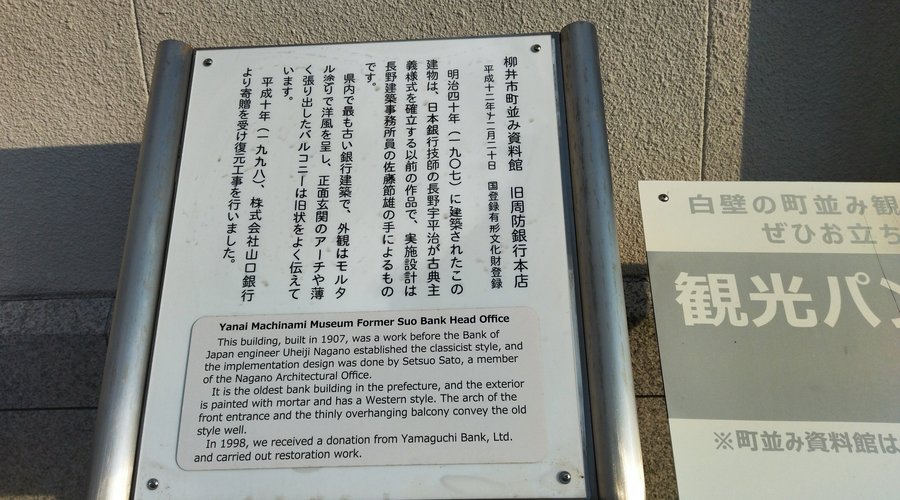 柳井市町並み資料館 旧周防銀行本店
平成十二年十二月二十日 国登録有形文化財登録
明治四十年（一九〇七）に建築されたこの
建物は、日本銀行技師の長野宇平治が古典主
義様式を確立する以前の作品で、実施設計は
長野建築事務所員の佐藤節雄の手によるもの
です。
県内で最も古い銀行建築で、外観はモルタ
ル塗りで洋風を呈し、正面玄関のアーチや薄
く張り出したバルコニーは旧状をよく伝えて
います。
平成十年（一九九八）、株式会社山口銀行
より寄贈を受け復元工事を行いました。
Yanai Machinami Museum Former Suo Bank Head Office
This building, built in 1907, was a work before the Bank of
Japan engineer Uheiji Nagano established the classicist style, and
the implementation design was done by Setsuo Sato, a member
of the Nagano Architectural Office.
It is the oldest bank building in the prefecture, and the exterior
is painted with mortar and has a Western style. The arch of the
front entrance and the thinly overhanging balcony convey the old
style well.
In 1998, we received a donation from Yamaguchi Bank, Ltd.
and carried out restoration work.
白壁の町並み観
ぜひお立ち
観光パン
※町並み資料館は